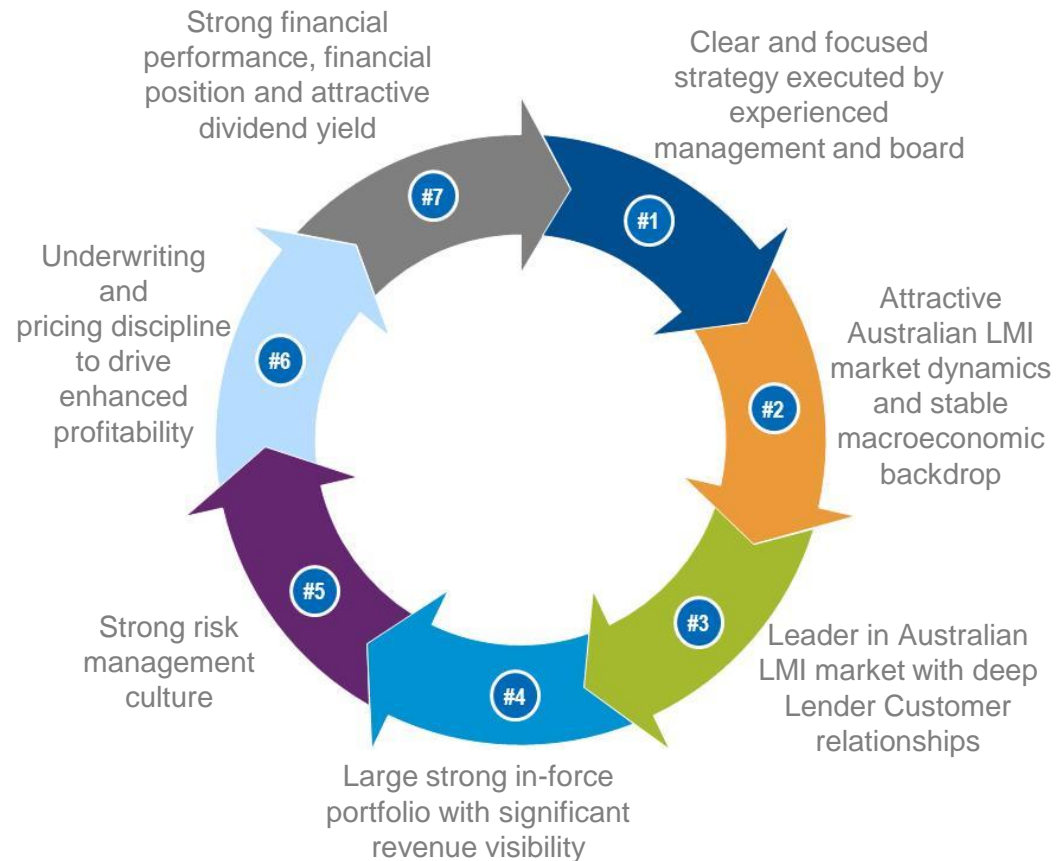 Clear and focused
strategy executed by
experienced
management and board
#1
Attractive
Australian LMI
market dynamics
and stable
macroeconomic
backdrop
#2
Leader in Australian
LMI market with deep
Lender Customer
relationships
#3
Large strong in-force
portfolio with significant
revenue visibility
#4
Strong risk
management
culture
#5
Underwriting
and
pricing discipline
to drive
enhanced
profitability
#6
Strong financial
performance, financial
position and attractive
dividend yield
#7